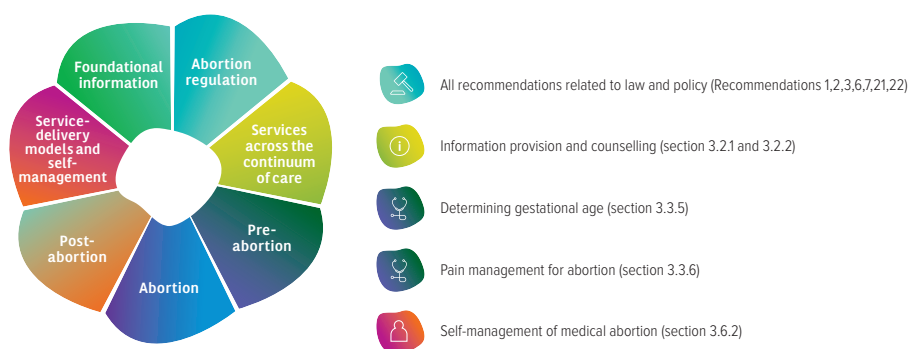 Foundational
information
Abortion
regulation
Services
across the
continuum
of care
Pre-
abortion
Abortion
Post-
abortion
Service-
delivery
models and
self-
management
All recommendations related to law and policy (Recommendations 1,2,3,6,7,21,22)
Information provision and counselling (section 3.2.1 and 3.2.2)
Determining gestational age (section 3.3.5)
Pain management for abortion (section 3.3.6)
Self-management of medical abortion (section 3.6.2)